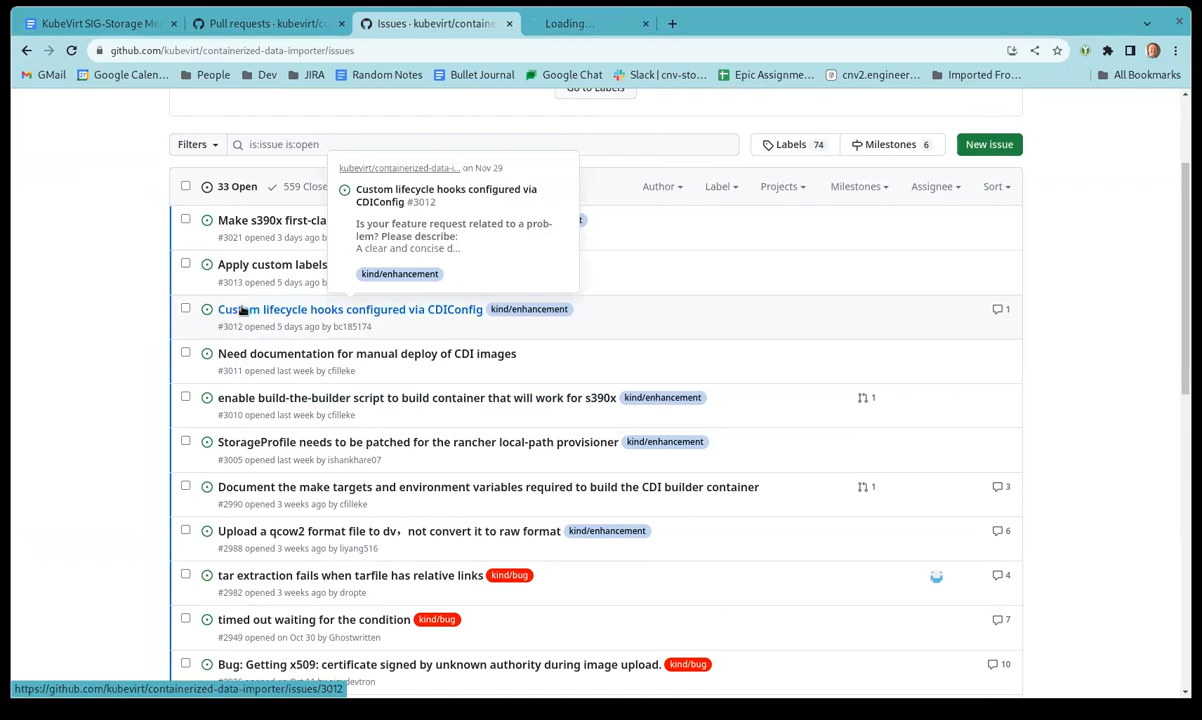 KubeVirt SIG-Storage Me
Pull requests · kubevirt/co
Issues · kubevirt/containe
Loading...
github.com/kubevirt/containerized-data-importer/issues
GMail
Google Calen...
People
Dev
JIRA
Random Notes
Bullet Journal
Google Chat
Slack | cnv-sto...
Epic Assignme...
cnv2.engineer...
Imported Fro...
All Bookmarks
Go to Labels
Filters
is:issue is:open
Labels 74
Milestones 6
New issue
33 Open
559 Close
Author
Label
Projects
Milestones
Assignee
Sort
kubevirt/containerized-data-i... on Nov 29
Custom lifecycle hooks configured via
CDIConfig #3012
Is your feature request related to a prob-
lem? Please describe:
A clear and concise d...
kind/enhancement
Make s390x first-cla
#3021 opened 3 days ago b
Apply custom labels
#3013 opened 5 days ago b
Custom lifecycle hooks configured via CDIConfig kind/enhancement 1
#3012 opened 5 days ago by bc185174
Need documentation for manual deploy of CDI images
#3011 opened last week by cfilleke
enable build-the-builder script to build container that will work for s390x kind/enhancement 1
#3010 opened last week by cfilleke
StorageProfile needs to be patched for the rancher local-path provisioner kind/enhancement
#3005 opened last week by ishankhare07
Document the make targets and environment variables required to build the CDI builder container 1 3
#2990 opened 3 weeks ago by cfilleke
Upload a qcow2 format file to dv，not convert it to raw format kind/enhancement 6
#2988 opened 3 weeks ago by liyang516
tar extraction fails when tarfile has relative links kind/bug 4
#2982 opened 3 weeks ago by dropte
timed out waiting for the condition kind/bug 7
#2949 opened on Oct 30 by Ghostwritten
Bug: Getting x509: certificate signed by unknown authority during image upload. kind/bug 10
https://github.com/kubevirt/containerized-data-importer/issues/3012